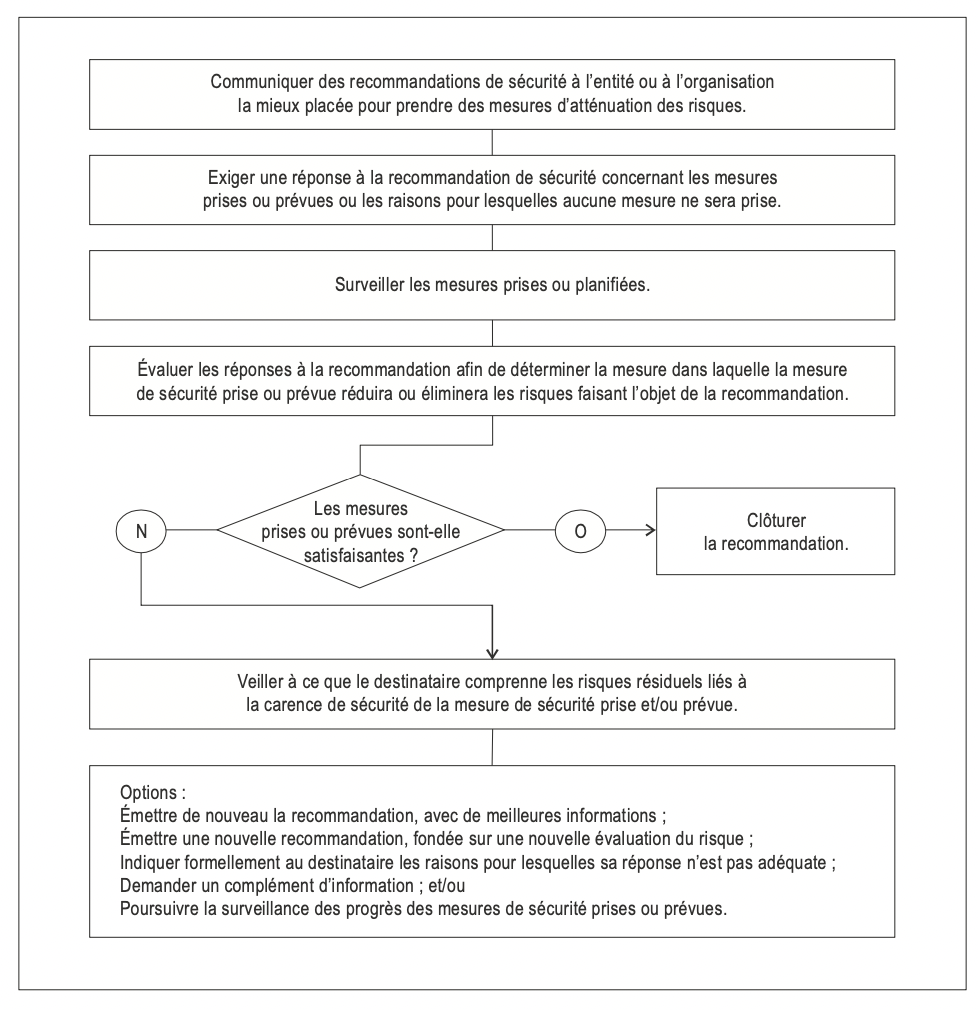 Communiquer des recommandations de sécurité à l'entité ou à l'organisation
la mieux placée pour prendre des mesures d'atténuation des risques.
Exiger une réponse à la recommandation de sécurité concernant les mesures
prises ou prévues ou les raisons pour lesquelles aucune mesure ne sera prise.
Surveiller les mesures prises ou planifiées.
Évaluer les réponses à la recommandation afin de déterminer la mesure dans laquelle la mesure
de sécurité prise ou prévue réduira ou éliminera les risques faisant l'objet de la recommandation.
N
Les mesures
prises ou prévues sont-elle
satisfaisantes ?
O
Clôturer
la recommandation.
Veiller à ce que le destinataire comprenne les risques résiduels liés à
la carence de sécurité de la mesure de sécurité prise et/ou prévue.
Options :
Émettre de nouveau la recommandation, avec de meilleures informations ;
Émettre une nouvelle recommandation, fondée sur une nouvelle évaluation du risque ;
Indiquer formellement au destinataire les raisons pour lesquelles sa réponse n'est pas adéquate ;
Demander un complément d'information ; et/ou
Poursuivre la surveillance des progrès des mesures de sécurité prises ou prévues.